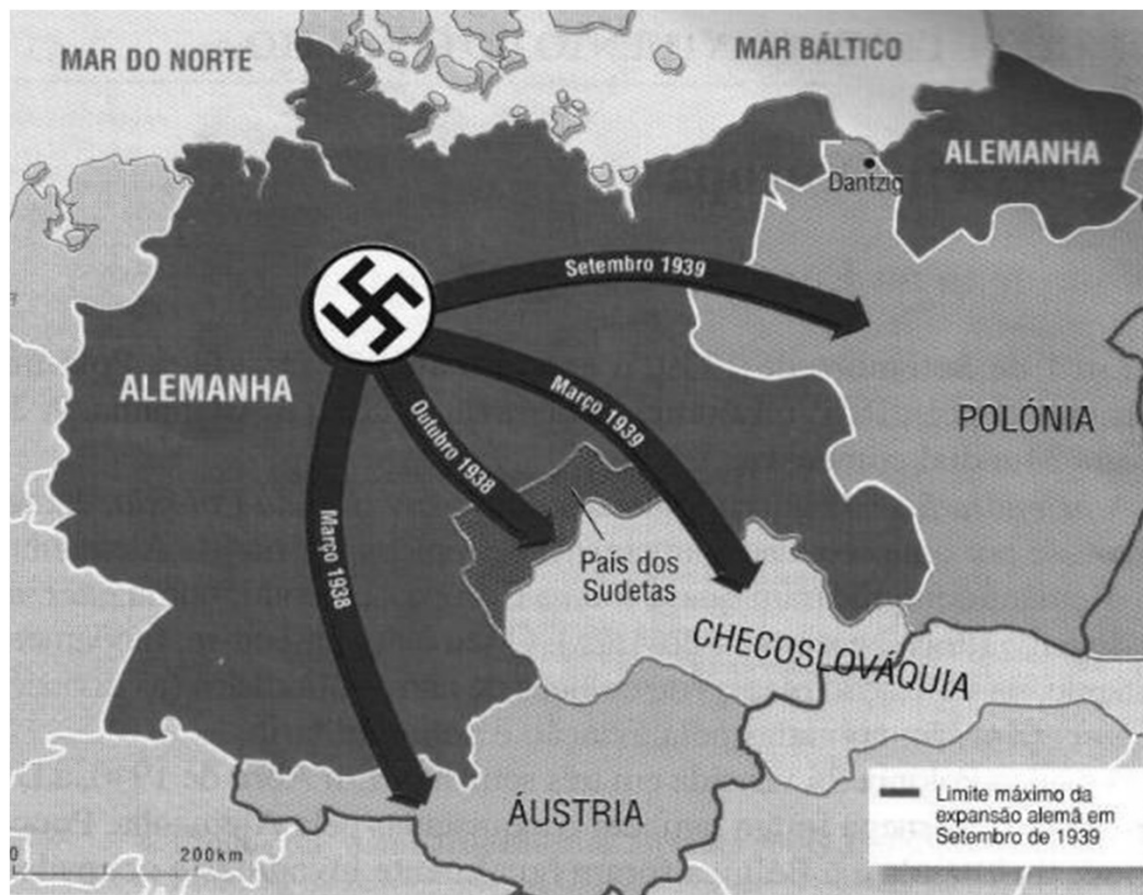 MAR DO NORTE
MAR BÁLTICO
ALEMANHA
Dantzig
Setembro 1939
ALEMANHA
Março 1939
POLÓNIA
Outubro 1938
Março 1938
País dos
Sudetas
CHECOSLOVÁQUIA
ÁUSTRIA
Limite máximo da
expansão alemã em
Setembro de 1939
0 200km